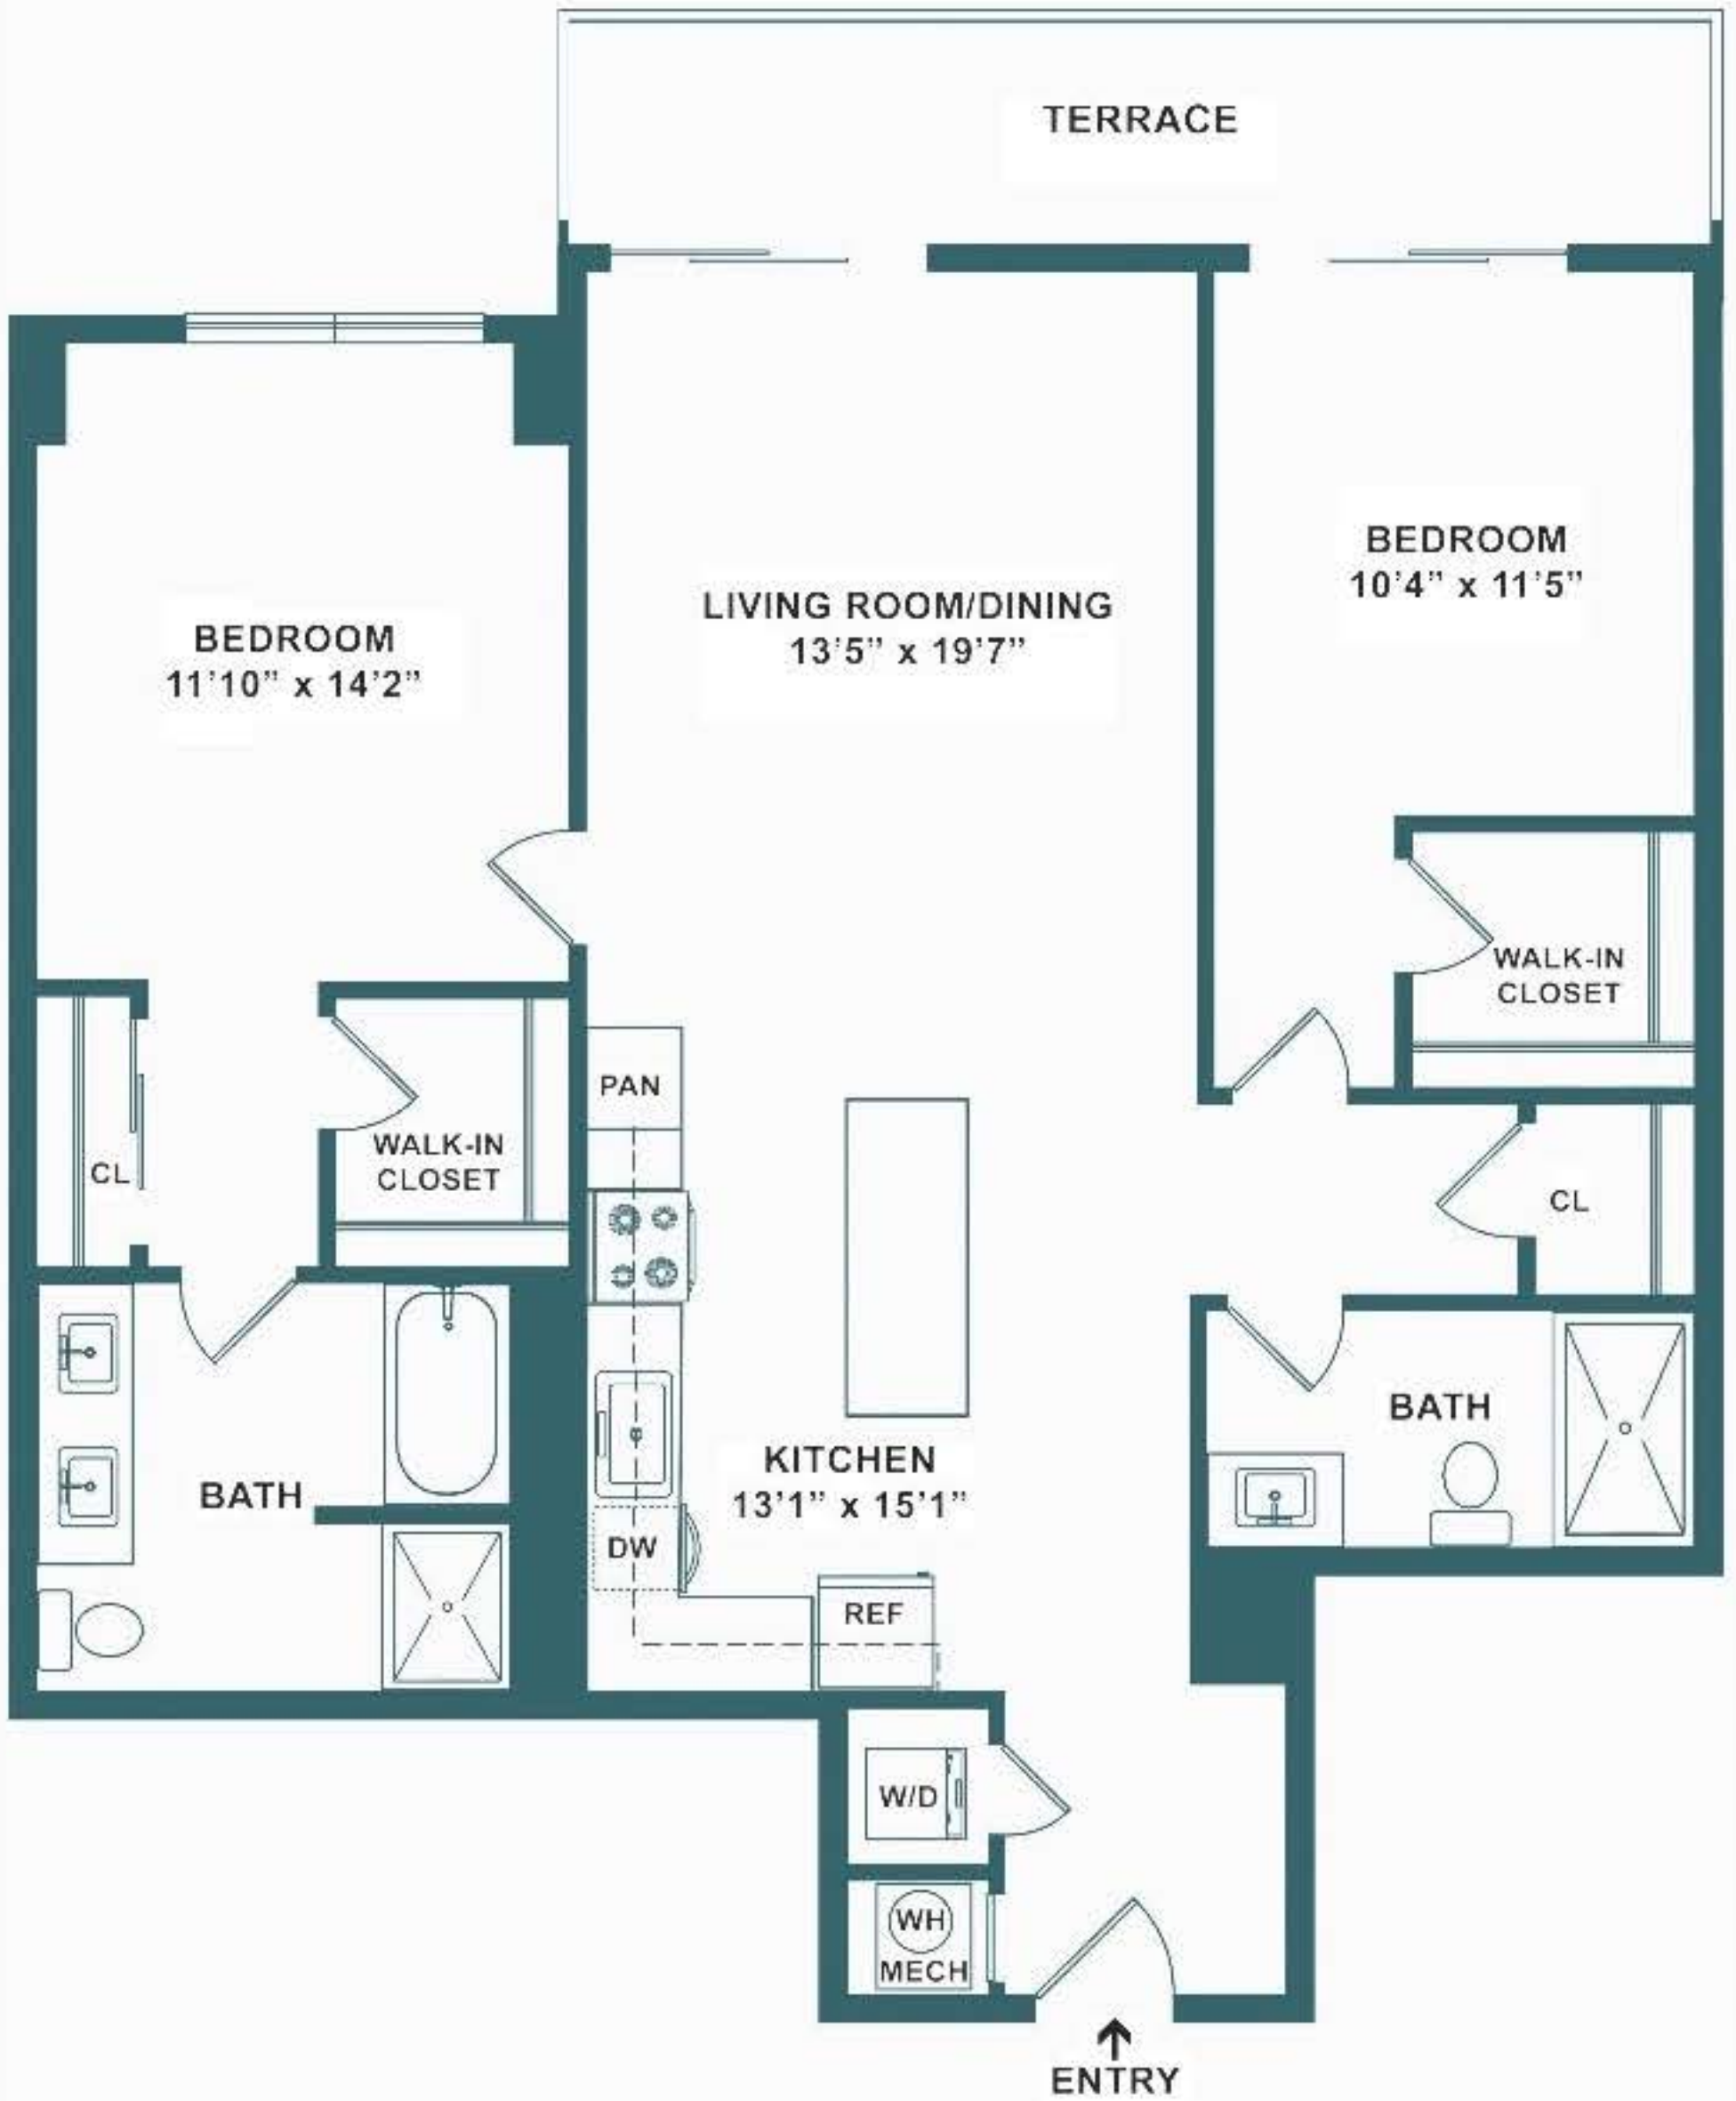 TERRACE
BEDROOM
10’4” x 11’5”
LIVING ROOM/DINING
13’5” x 19’7”
BEDROOM
11’10” x 14’2”
WALK-IN
CLOSET
PAN
WALK-IN
CLOSET
CL
CL
BATH
KITCHEN
13’1” x 15’1”
BATH
DW
REF
W/D
WH
MECH
ENTRY